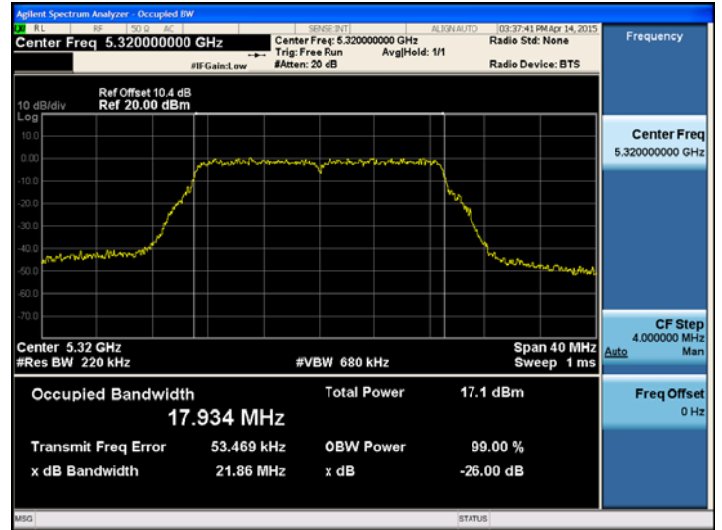 Agilent Spectrum Analyzer - Occupied BW
RL RF 50 Ω AC SENSE:INT ALIGN AUTO 03:37:41 PM Apr 14, 2015
Center Freq 5.320000000 GHz
Center Freq: 5.320000000 GHz
Radio Std: None
Trig: Free Run Avg|Hold: 1/1
#IFGain:Low
#Atten: 20 dB
Radio Device: BTS
Frequency
Ref Offset 10.4 dB
10 dB/div Ref 20.00 dBm
Log
10.0
0.00
-10.0
-20.0
-30.0
-40.0
-50.0
-60.0
-70.0
Center 5.32 GHz
Span 40 MHz
#Res BW 220 kHz
#VBW 680 kHz
Sweep 1 ms
Occupied Bandwidth
17.934 MHz
Total Power 17.1 dBm
Transmit Freq Error 53.469 kHz
OBW Power 99.00 %
x dB Bandwidth 21.86 MHz
x dB -26.00 dB
Center Freq
5.320000000 GHz
CF Step
4.000000 MHz
Auto Man
Freq Offset
0 Hz
MSG
STATUS